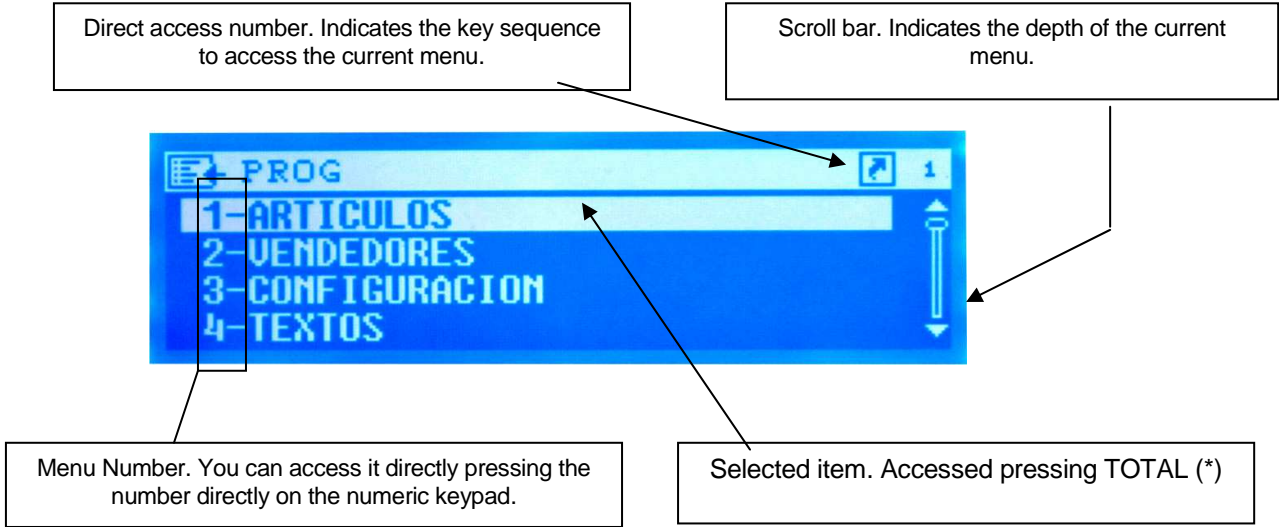 Direct access number. Indicates the key sequence
to access the current menu.
Scroll bar. Indicates the depth of the current
menu.
PROG 1
1-ARTICULOS
2-VENDEDORES
3-CONFIGURACION
4-TEXTOS
Menu Number. You can access it directly pressing the
number directly on the numeric keypad.
Selected item. Accessed pressing TOTAL (*)